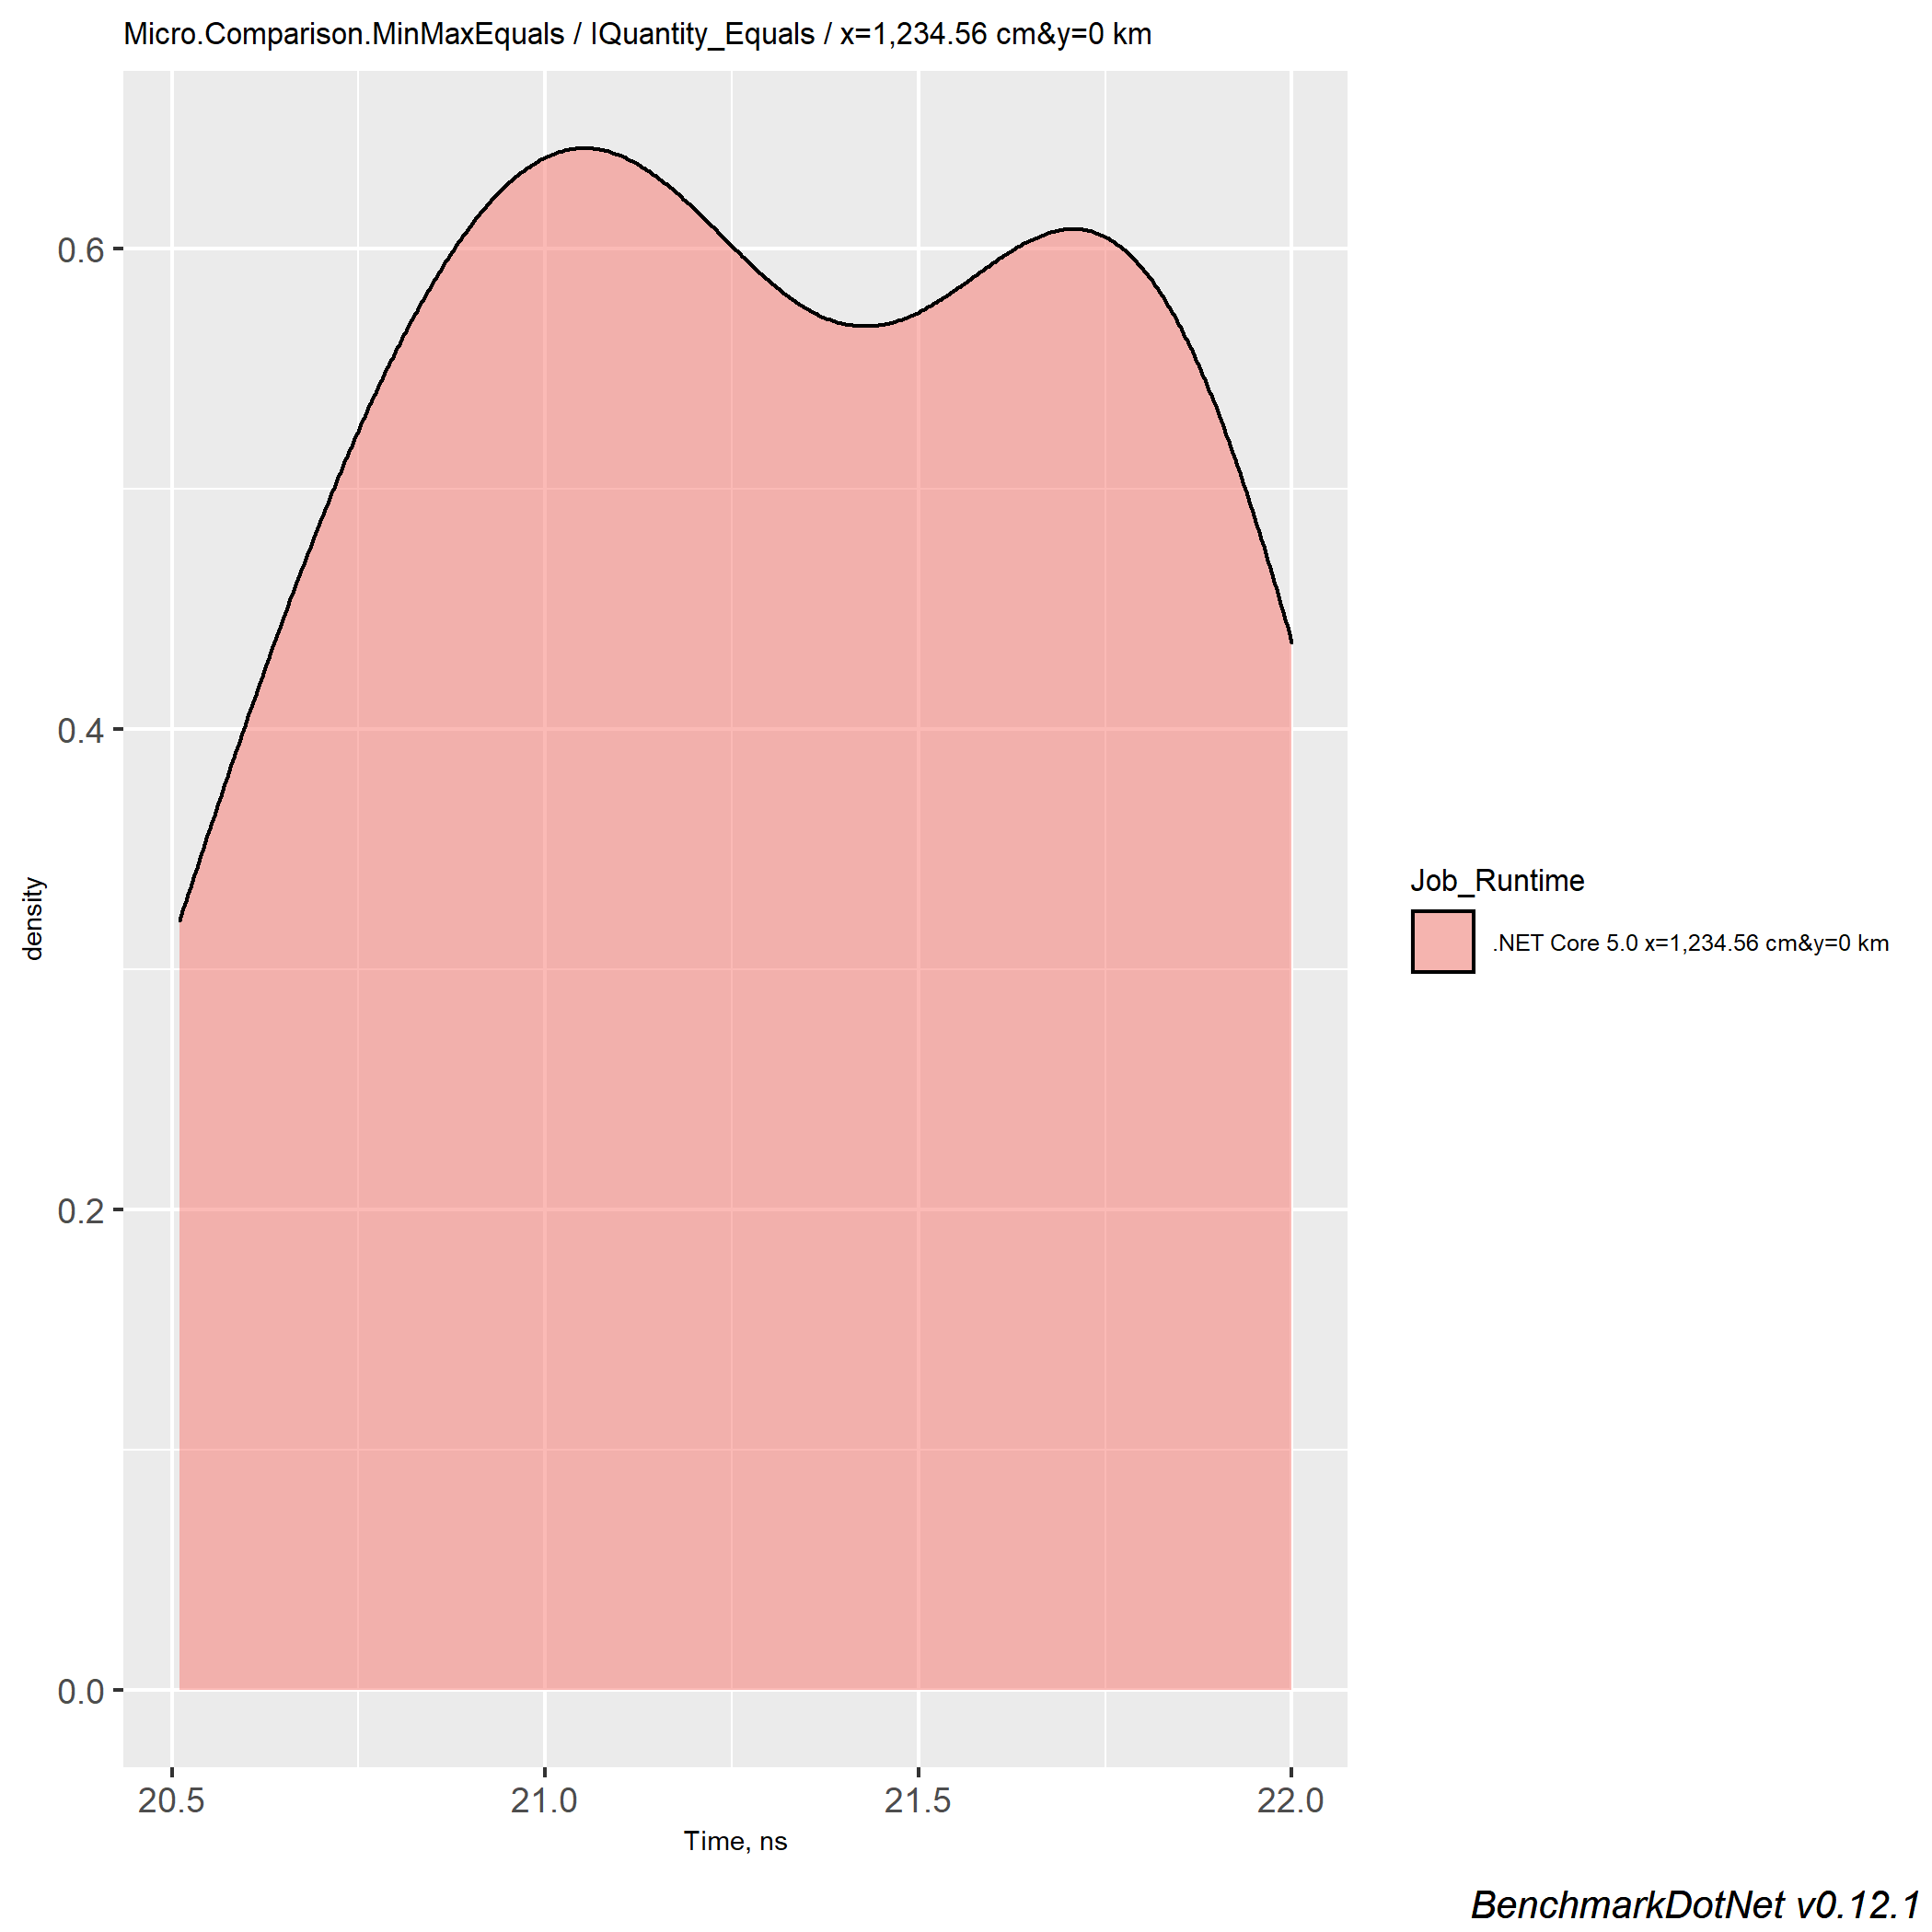 Micro.Comparison.MinMaxEquals / IQuantity_Equals / x=1,234.56 cm&y=0 km
0.6
0.4
0.2
0.0
density
20.5 21.0 21.5 22.0
Time, ns
Job_Runtime
.NET Core 5.0 x=1,234.56 cm&y=0 km
BenchmarkDotNet v0.12.1